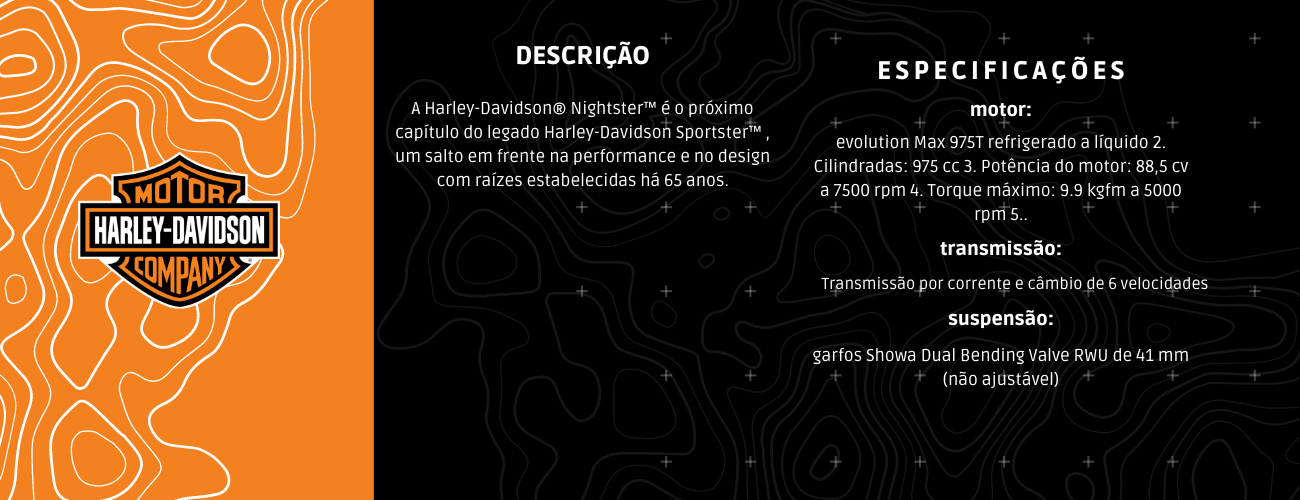 MOTOR
HARLEY-DAVIDSON
COMPANY
DESCRIÇÃO
A Harley-Davidson® Nightster™ é o próximo
capítulo do legado Harley-Davidson Sportster™ ,
um salto em frente na performance e no design
com raízes estabelecidas há 65 anos.
ESPECIFICAÇÕES
motor:
evolution Max 975T refrigerado a líquido 2.
Cilindradas: 975 cc 3. Potência do motor: 88,5 cv
a 7500 rpm 4. Torque máximo: 9.9 kgfm a 5000
rpm 5..
transmissão:
Transmissão por corrente e câmbio de 6 velocidades
suspensão:
garfos Showa Dual Bending Valve RWU de 41 mm
(não ajustável)